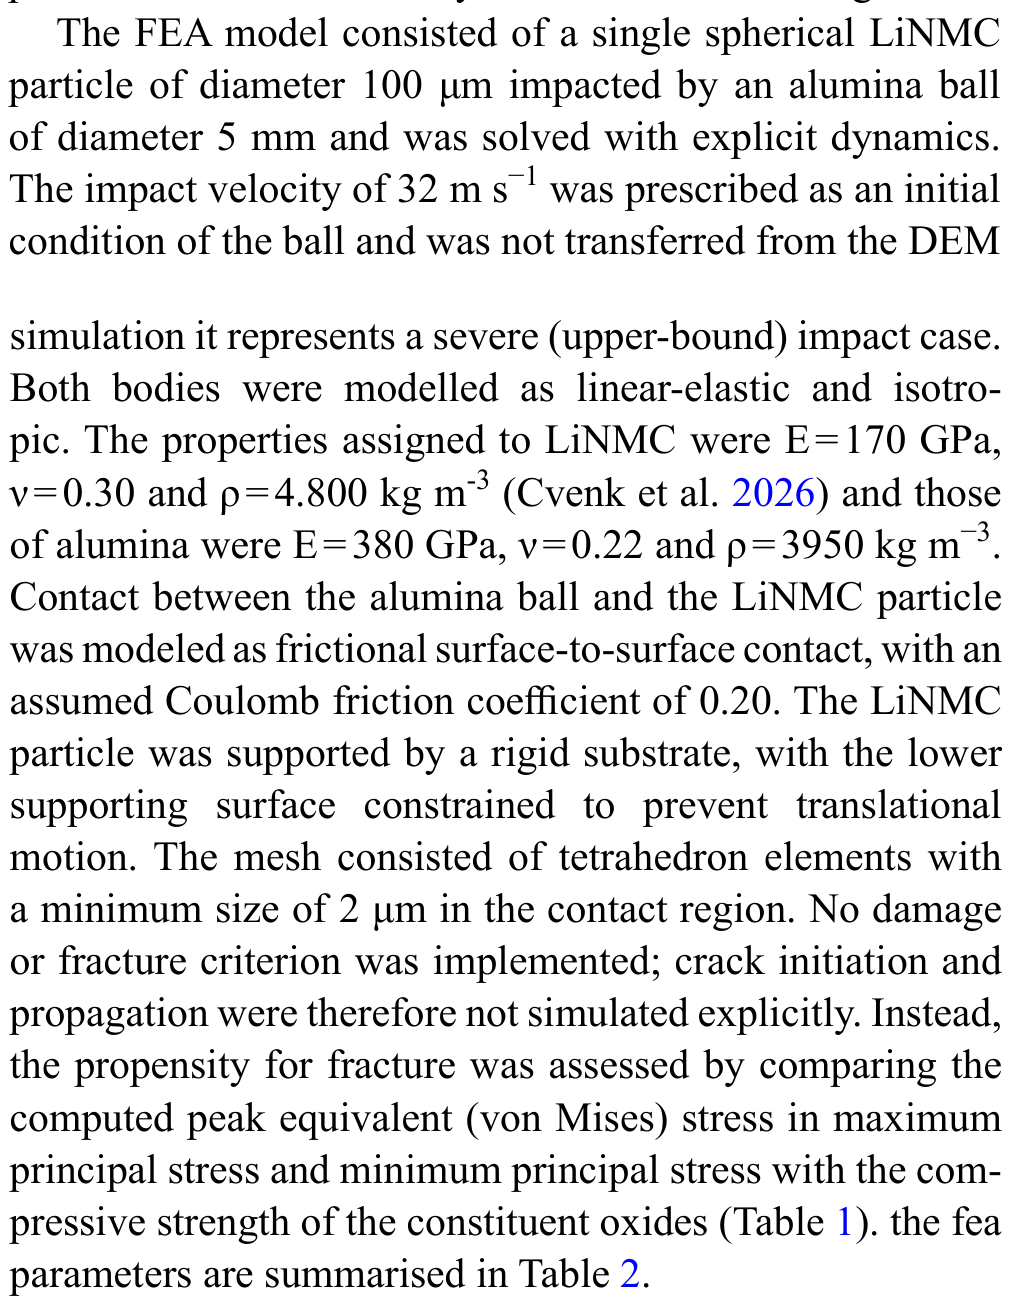 The FEA model consisted of a single spherical LiNMC
particle of diameter 100 μm impacted by an alumina ball
of diameter 5 mm and was solved with explicit dynamics.
The impact velocity of 32 m s⁻¹ was prescribed as an initial
condition of the ball and was not transferred from the DEM
simulation it represents a severe (upper-bound) impact case.
Both bodies were modelled as linear-elastic and isotro-
pic. The properties assigned to LiNMC were E=170 GPa,
ν=0.30 and ρ=4.800 kg m⁻³ (Cvenk et al. 2026) and those
of alumina were E=380 GPa, ν=0.22 and ρ=3950 kg m⁻³.
Contact between the alumina ball and the LiNMC particle
was modeled as frictional surface-to-surface contact, with an
assumed Coulomb friction coefficient of 0.20. The LiNMC
particle was supported by a rigid substrate, with the lower
supporting surface constrained to prevent translational
motion. The mesh consisted of tetrahedron elements with
a minimum size of 2 μm in the contact region. No damage
or fracture criterion was implemented; crack initiation and
propagation were therefore not simulated explicitly. Instead,
the propensity for fracture was assessed by comparing the
computed peak equivalent (von Mises) stress in maximum
principal stress and minimum principal stress with the com-
pressive strength of the constituent oxides (Table 1). the fea
parameters are summarised in Table 2.